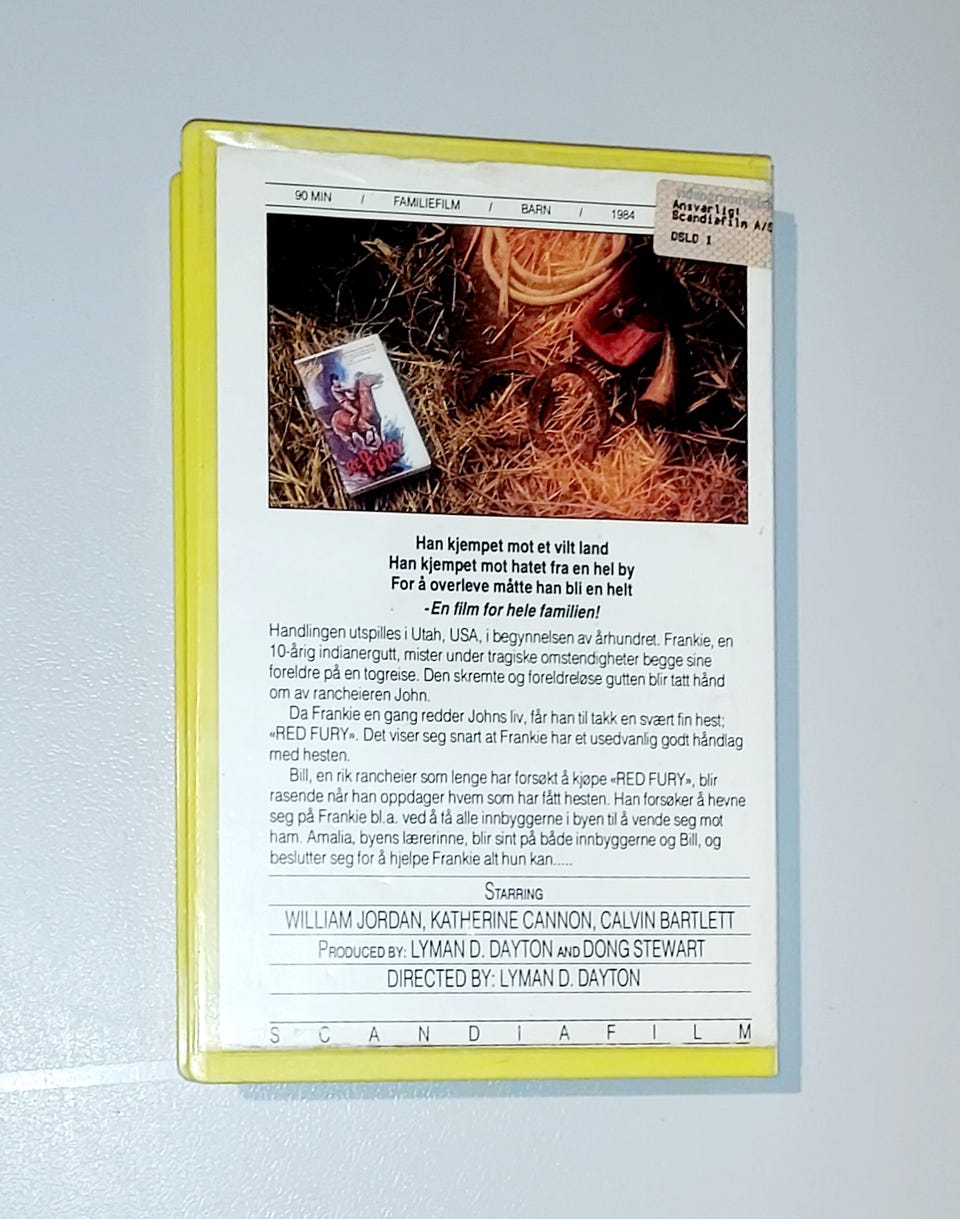 90 MIN / FAMILIEFILM / BARN / 1984
Ansvarlig:
Scandiafilm A/S
OSLO 1
RED FURY
Han kjempet mot et vilt land
Han kjempet mot hatet fra en hel by
For å overleve måtte han bli en helt
-En film for hele familien!
Handlingen utspilles i Utah, USA, i begynnelsen av århundret. Frankie, en
10-årig indianergutt, mister under tragiske omstendigheter begge sine
foreldre på en togreise. Den skremte og foreldreløse gutten blir tatt hånd
om av rancheieren John.
Da Frankie en gang redder Johns liv, får han til takk en svært fin hest;
«RED FURY». Det viser seg snart at Frankie har et usedvanlig godt håndlag
med hesten.
Bill, en rik rancheier som lenge har forsøkt å kjøpe «RED FURY», blir
rasende når han oppdager hvem som har fått hesten. Han forsøker å hevne
seg på Frankie bl.a. ved å få alle innbyggerne i byen til å vende seg mot
ham. Amalia, byens lærerinne, blir sint på både innbyggerne og Bill, og
beslutter seg for å hjelpe Frankie alt hun kan.....
STARRING
WILLIAM JORDAN, KATHERINE CANNON, CALVIN BARTLETT
PRODUCED BY: LYMAN D. DAYTON AND DONG STEWART
DIRECTED BY: LYMAN D. DAYTON
SCANDIAFILM